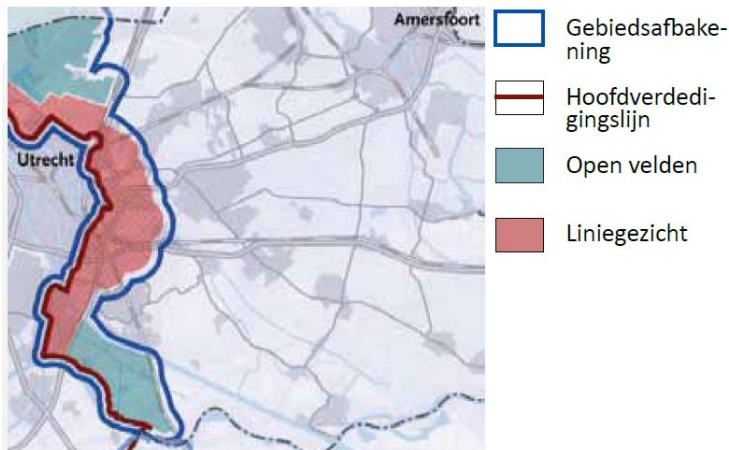 Amersfoort
Utrecht
Gebiedsafbake-
ning
Hoofdverdedi-
gingslijn
Open velden
Liniegezicht